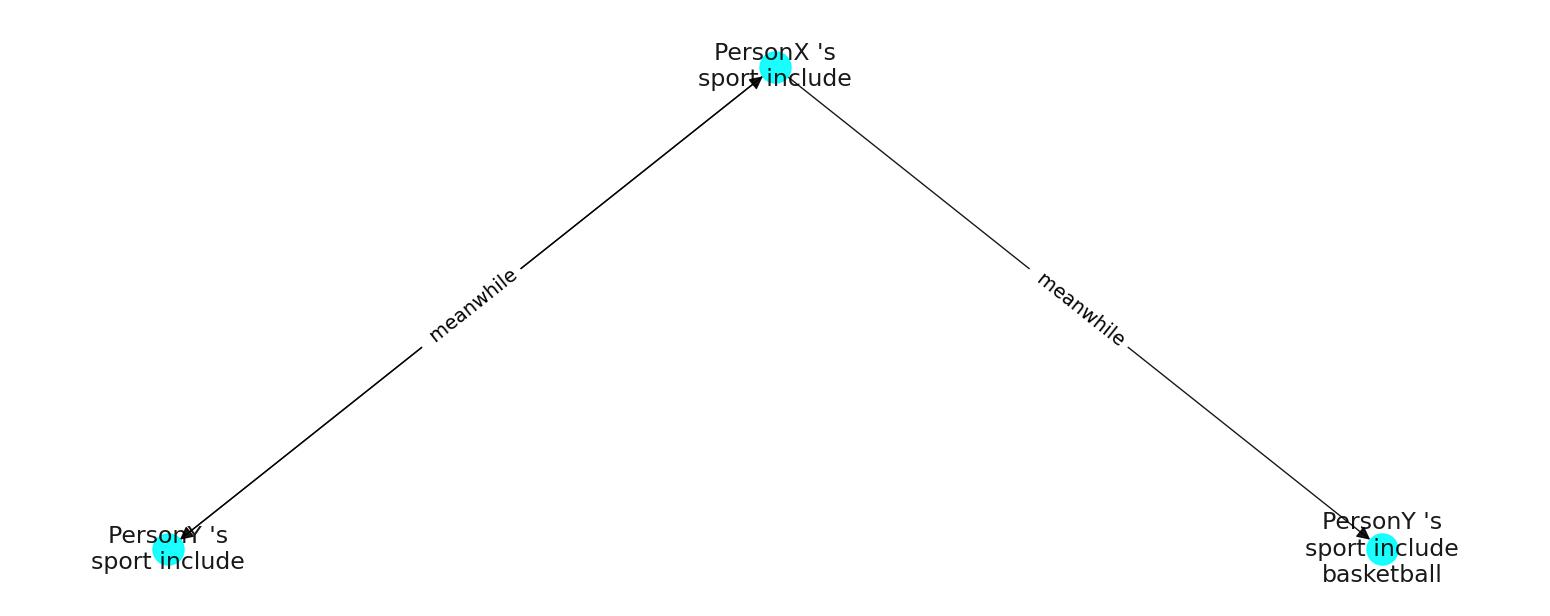 PersonX 's
sport include
meanwhile
meanwhile
PersonY 's
sport include
PersonY 's
sport include
basketball